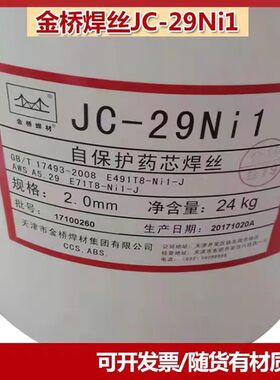 金桥焊丝JC-29Ni1
金桥焊材
JC-29Ni1
自保护药芯焊丝
GB/T 17493-2008 E491T8-Ni1-J
AWS A5.29 E71T8-Ni1-J
规格: 2.0mm 净含量: 24kg
批号: 17100260 生产日期: 20171020A
天津市金桥焊材集团有限公司
CCS、ABS、
可开发票/随货有材质